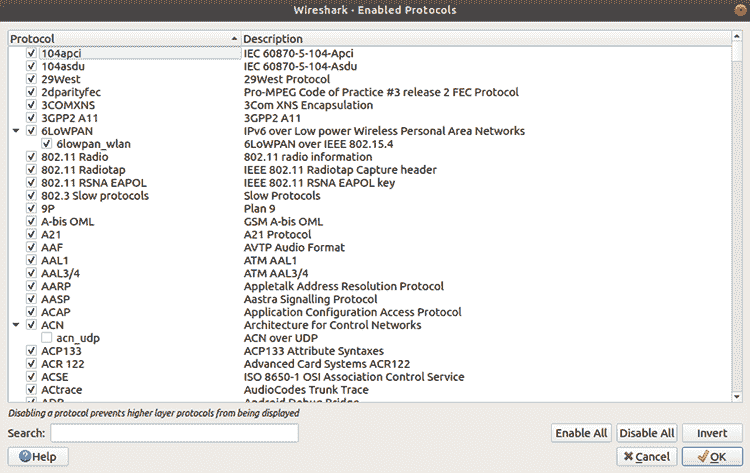 Wireshark · Enabled Protocols
Protocol Description
104apci IEC 60870-5-104-Apci
104asdu IEC 60870-5-104-Asdu
29West 29West Protocol
2dparityfec Pro-MPEG Code of Practice #3 release 2 FEC Protocol
3COMXNS 3Com XNS Encapsulation
3GPP2 A11 3GPP2 A11
6LoWPAN IPv6 over Low power Wireless Personal Area Networks
6lowpan_wlan 6LoWPAN over IEEE 802.15.4
802.11 Radio 802.11 radio information
802.11 Radiotap IEEE 802.11 Radiotap Capture header
802.11 RSNA EAPOL IEEE 802.11 RSNA EAPOL key
802.3 Slow protocols Slow Protocols
9P Plan 9
A-bis OML GSM A-bis OML
A21 A21 Protocol
AAF AVTP Audio Format
AAL1 ATM AAL1
AAL3/4 ATM AAL3/4
AARP Appletalk Address Resolution Protocol
AASP Aastra Signalling Protocol
ACAP Application Configuration Access Protocol
ACN Architecture for Control Networks
acn_udp ACN over UDP
ACP133 ACP133 Attribute Syntaxes
ACR 122 Advanced Card Systems ACR122
ACSE ISO 8650-1 OSI Association Control Service
ACtrace AudioCodes Trunk Trace
ADB Android Debug Bridge
Disabling a protocol prevents higher layer protocols from being displayed
Search: Enable All Disable All Invert
Help Cancel OK